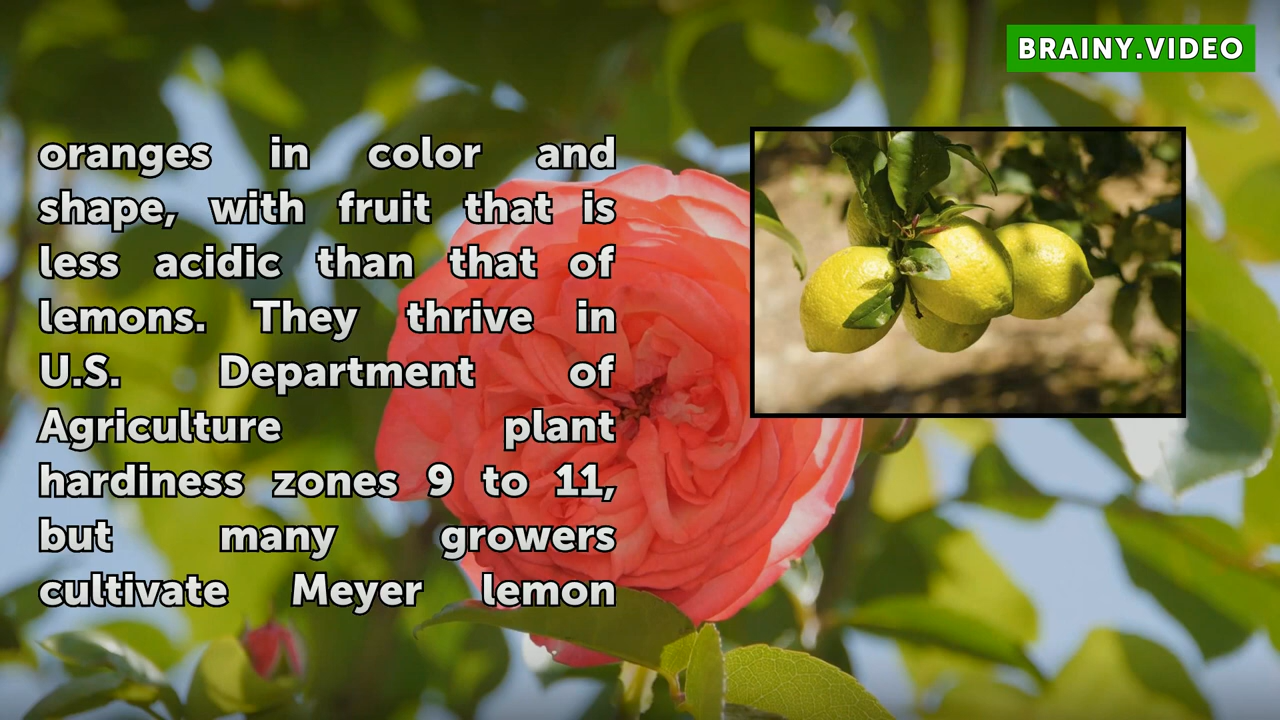 BRAINY.VIDEO
oranges in color and
shape, with fruit that is
less acidic than that of
lemons. They thrive in
U.S. Department of
Agriculture plant
hardiness zones 9 to 11,
but many growers
cultivate Meyer lemon